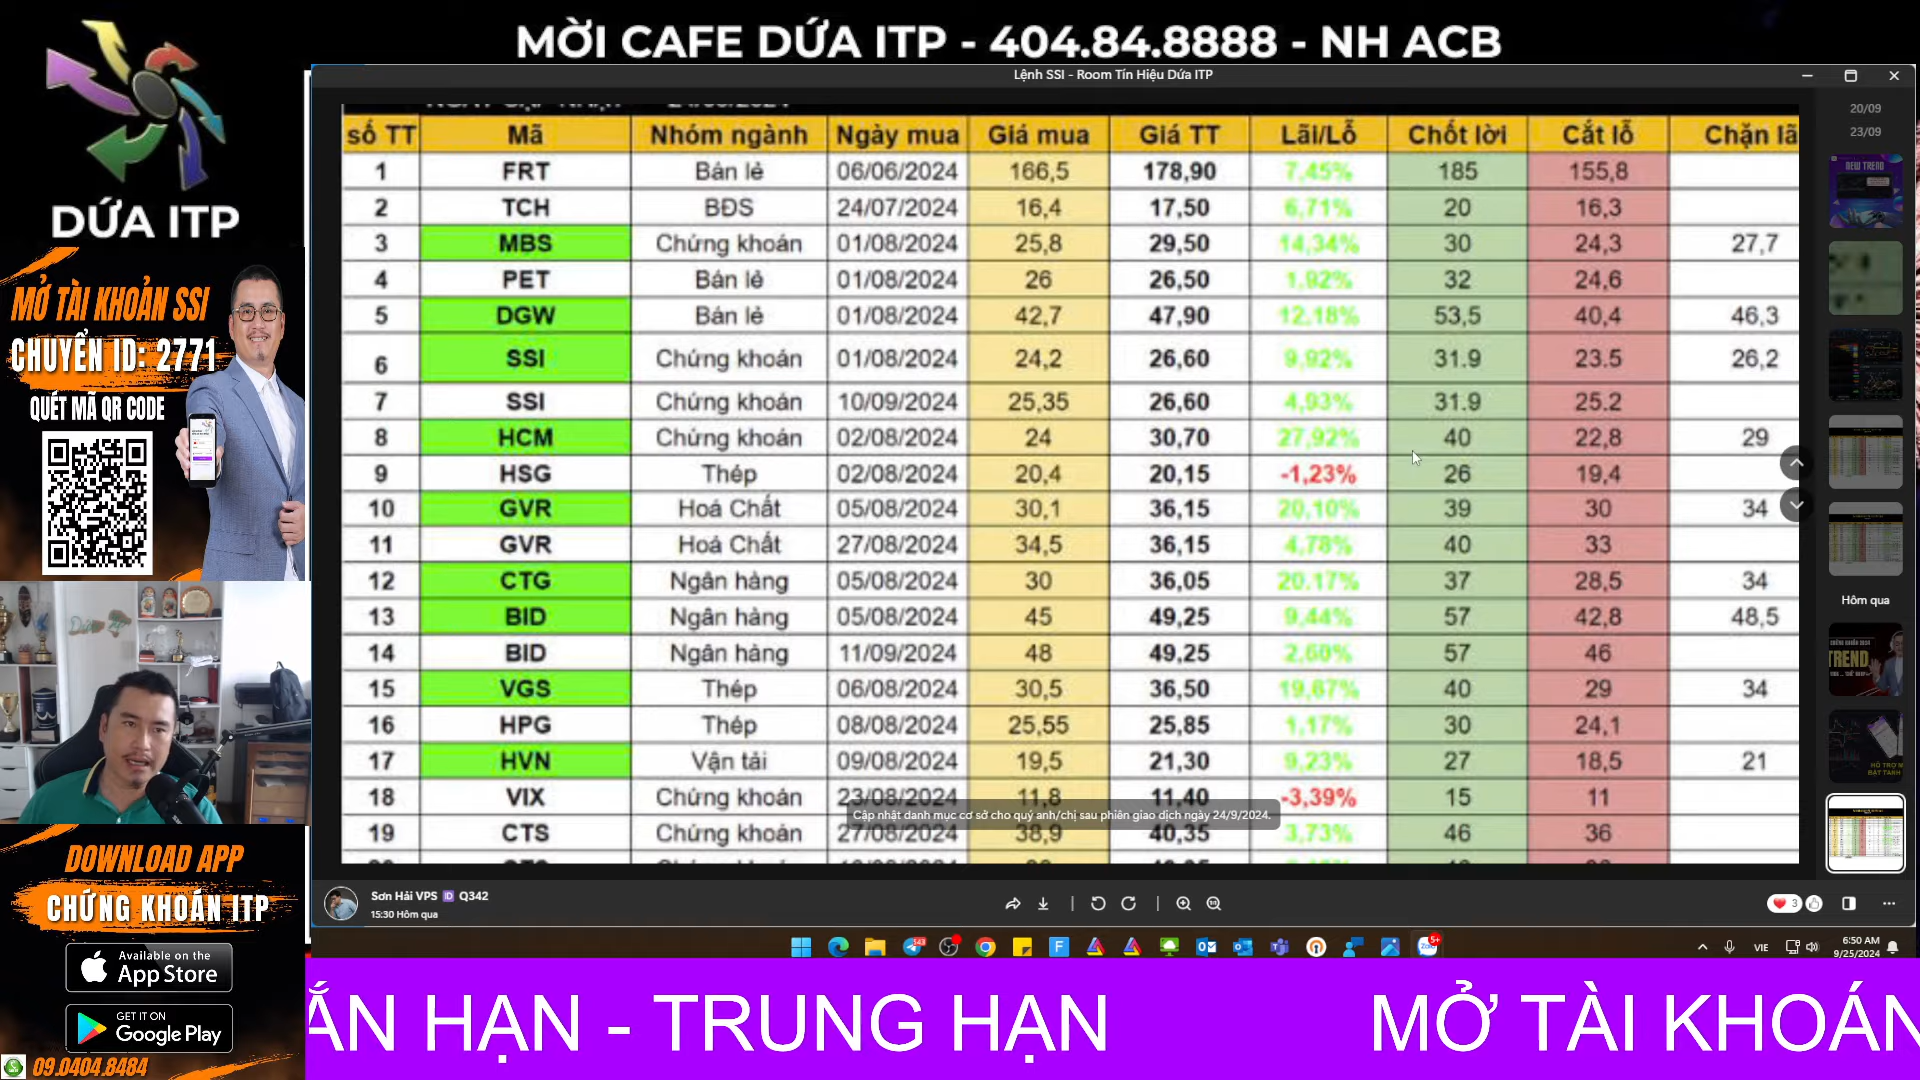 MỜI CAFE DỨA ITP - 404.84.8888 - NH ACB
DỨA ITP
MỞ TÀI KHOẢN SSI
CHUYỂN ID: 2771
QUÉT MÃ QR CODE
DOWNLOAD APP
CHỨNG KHOÁN ITP
Available on the
App Store
GET IT ON
Google Play
09.0404.8484
Lệnh SSI - Room Tín Hiệu Dứa ITP
số TT Mã Nhóm ngành Ngày mua Giá mua Giá TT Lãi/Lỗ Chốt lời Cắt lỗ Chặn lã
1 FRT Bán lẻ 06/06/2024 166,5 178,90 7,45% 185 155,8
2 TCH BĐS 24/07/2024 16,4 17,50 6,71% 20 16,3
3 MBS Chứng khoán 01/08/2024 25,8 29,50 14,34% 30 24,3 27,7
4 PET Bán lẻ 01/08/2024 26 26,50 1,92% 32 24,6
5 DGW Bán lẻ 01/08/2024 42,7 47,90 12,18% 53,5 40,4 46,3
6 SSI Chứng khoán 01/08/2024 24,2 26,60 9,92% 31.9 23.5 26,2
7 SSI Chứng khoán 10/09/2024 25,35 26,60 4,93% 31.9 25.2
8 HCM Chứng khoán 02/08/2024 24 30,70 27,92% 40 22,8 29
9 HSG Thép 02/08/2024 20,4 20,15 -1,23% 26 19,4
10 GVR Hoá Chất 05/08/2024 30,1 36,15 20,10% 39 30 34
11 GVR Hoá Chất 27/08/2024 34,5 36,15 4,78% 40 33
12 CTG Ngân hàng 05/08/2024 30 36,05 20,17% 37 28,5 34
13 BID Ngân hàng 05/08/2024 45 49,25 9,44% 57 42,8 48,5
14 BID Ngân hàng 11/09/2024 48 49,25 2,60% 57 46
15 VGS Thép 06/08/2024 30,5 36,50 19,67% 40 29 34
16 HPG Thép 08/08/2024 25,55 25,85 1,17% 30 24,1
17 HVN Vận tải 09/08/2024 19,5 21,30 9,23% 27 18,5 21
18 VIX Chứng khoán 23/08/2024 11,8 11,40 -3,39% 15 11
19 CTS Chứng khoán 27/08/2024 38,9 40,35 3,73% 46 36
Cập nhật danh mục cơ sở cho quý anh/chị sau phiên giao dịch ngày 24/9/2024.
Sơn Hải VPS ID Q342
15:30 Hôm qua
3
20/09
23/09
NEW TREND
Hôm qua
TREND
VIE
6:50 AM
9/25/2024
ẮN HẠN - TRUNG HẠN
MỞ TÀI KHOẢN